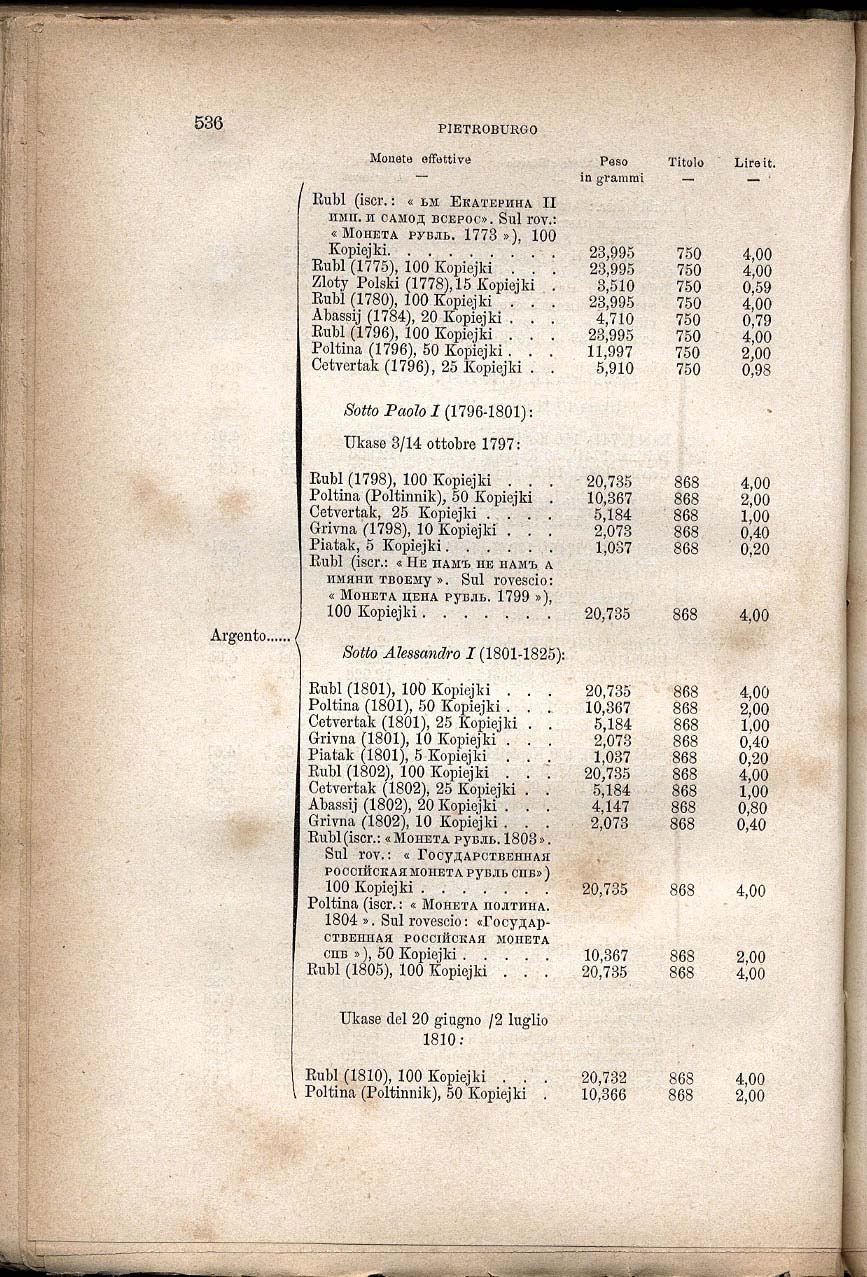 536
PIETROBURGO
Monete effettive Peso in grammi Titolo Lire it.
Rubl (iscr.: « ьм Екатерина II
имп. и самод всерос». Sul rov.:
« Монета рубль. 1773 »), 100
Kopiejki. . . . . . . . . 23,995 750 4,00
Rubl (1775), 100 Kopiejki . . . 23,995 750 4,00
Zloty Polski (1778), 15 Kopiejki . 3,510 750 0,59
Rubl (1780), 100 Kopiejki . . . 23,995 750 4,00
Abassij (1784), 20 Kopiejki . . . 4,710 750 0,79
Rubl (1796), 100 Kopiejki . . . 23,995 750 4,00
Poltina (1796), 50 Kopiejki . . . 11,997 750 2,00
Cetvertak (1796), 25 Kopiejki . . 5,910 750 0,98
Sotto Paolo I (1796-1801):
Ukase 3/14 ottobre 1797:
Rubl (1798), 100 Kopiejki . . . 20,735 868 4,00
Poltina (Poltinnik), 50 Kopiejki . 10,367 868 2,00
Cetvertak, 25 Kopiejki . . . . 5,184 868 1,00
Grivna (1798), 10 Kopiejki . . . 2,073 868 0,40
Piatak, 5 Kopiejki . . . . . . 1,037 868 0,20
Rubl (iscr.: « Не памъ не намъ а
имяни твоему ». Sul rovescio:
« Монета цена рубль. 1799 »),
100 Kopiejki . . . . . . . 20,735 868 4,00
Argento......
Sotto Alessandro I (1801-1825):
Rubl (1801), 100 Kopiejki . . . 20,735 868 4,00
Poltina (1801), 50 Kopiejki . . . 10,367 868 2,00
Cetvertak (1801), 25 Kopiejki . . 5,184 868 1,00
Grivna (1801), 10 Kopiejki . . . 2,073 868 0,40
Piatak (1801), 5 Kopiejki . . . 1,037 868 0,20
Rubl (1802), 100 Kopiejki . . . 20,735 868 4,00
Cetvertak (1802), 25 Kopiejki . . 5,184 868 1,00
Abassij (1802), 20 Kopiejki . . . 4,147 868 0,80
Grivna (1802), 10 Kopiejki . . . 2,073 868 0,40
Rubl (iscr.: « Монета рубль. 1803 ».
Sul rov.: « Государственная
россійская монета рубль спб»)
100 Kopiejki . . . . . . . 20,735 868 4,00
Poltina (iscr.: « Монета полтина.
1804 ». Sul rovescio: «Государ-
ственная россійская монета
спб »), 50 Kopiejki . . . . . 10,367 868 2,00
Rubl (1805), 100 Kopiejki . . . 20,735 868 4,00
Ukase del 20 giugno /2 luglio
1810:
Rubl (1810), 100 Kopiejki . . . 20,732 868 4,00
Poltina (Poltinnik), 50 Kopiejki . 10,366 868 2,00